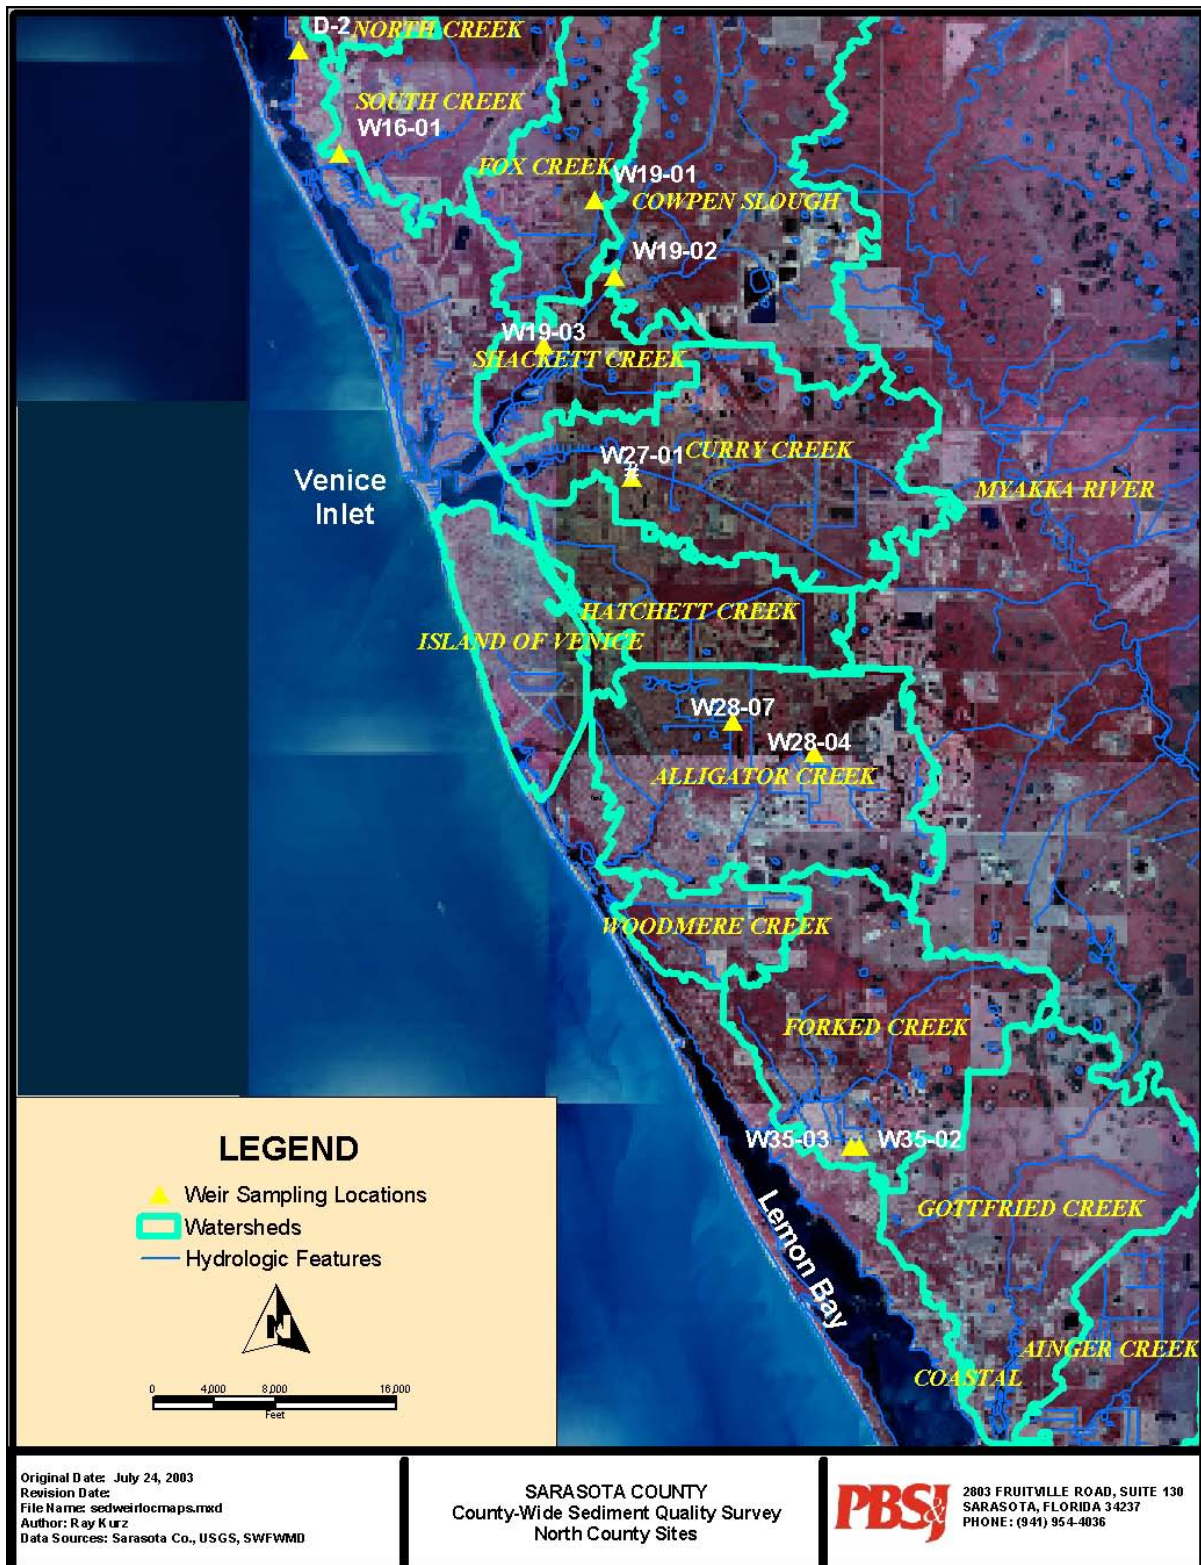 D-2
NORTH CREEK
SOUTH CREEK
W16-01
FOX CREEK
W19-01
COWPEN SLOUGH
W19-02
W19-03
SHACKETT CREEK
Venice
Inlet
W27-01
CURRY CREEK
MYAKKA RIVER
HATCHETT CREEK
ISLAND OF VENICE
W28-07
W28-04
ALLIGATOR CREEK
WOODMERE CREEK
FORKED CREEK
W35-03
W35-02
GOTTFRIED CREEK
Lemon Bay
AINGER CREEK
COASTAL
LEGEND
Weir Sampling Locations
Watersheds
Hydrologic Features
N
0 4,000 8,000 16,000
Feet
Original Date: July 24, 2003
Revision Date:
File Name: sedweirlocmaps.mxd
Author: Ray Kurz
Data Sources: Sarasota Co., USGS, SWFWMD
SARASOTA COUNTY
County-Wide Sediment Quality Survey
North County Sites
PBS&J
2803 FRUITVILLE ROAD, SUITE 130
SARASOTA, FLORIDA 34237
PHONE: (941) 954-4036